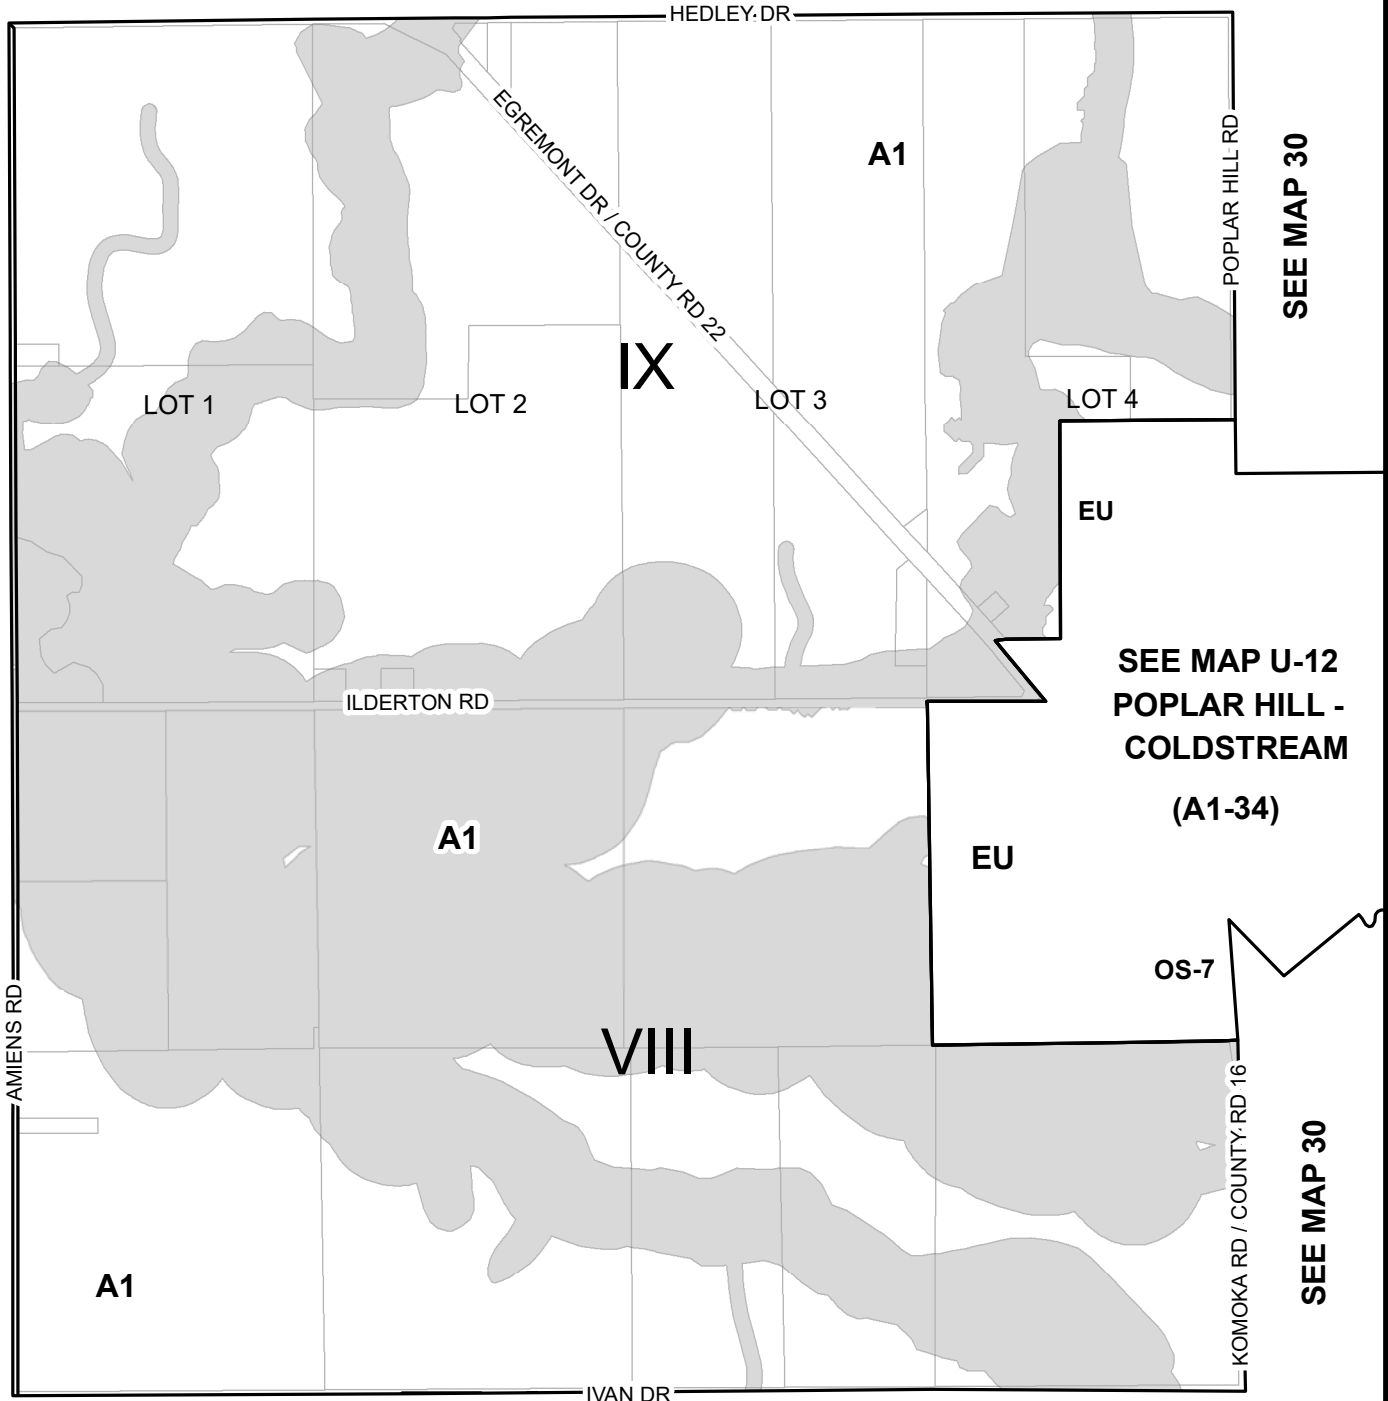 HEDLEY DR
A1
EGREMONT DR / COUNTY RD 22
POPLAR HILL RD
SEE MAP 30
IX
LOT 1
LOT 2
LOT 3
LOT 4
EU
SEE MAP U-12
POPLAR HILL -
COLDSTREAM
(A1-34)
ILDERTON RD
A1
EU
OS-7
AMIENS RD
VIII
KOMOKA RD / COUNTY RD 16
SEE MAP 30
A1
IVAN DR